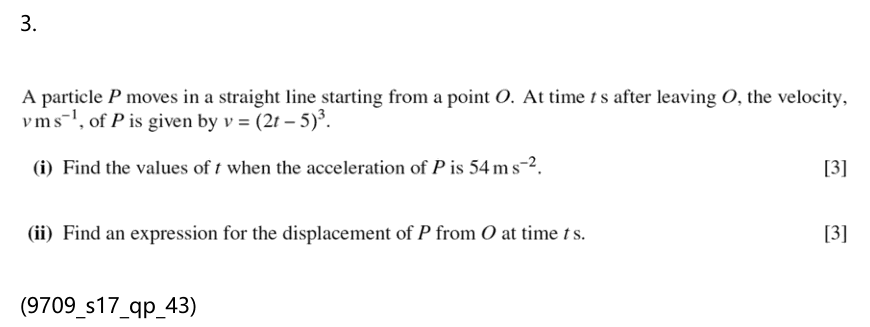 3.
A particle P moves in a straight line starting from a point O. At time t s after leaving O, the velocity,
v m s⁻¹, of P is given by v = (2t – 5)³.
(i) Find the values of t when the acceleration of P is 54 m s⁻². [3]
(ii) Find an expression for the displacement of P from O at time t s. [3]
(9709_s17_qp_43)